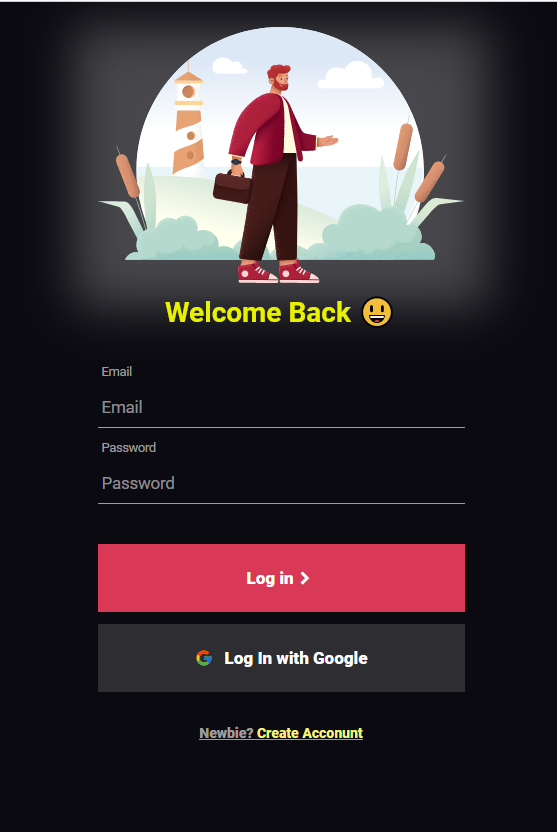 Welcome Back 😃
Email
Email
Password
Password
Log in
Log In with Google
Newbie? Create Acconunt